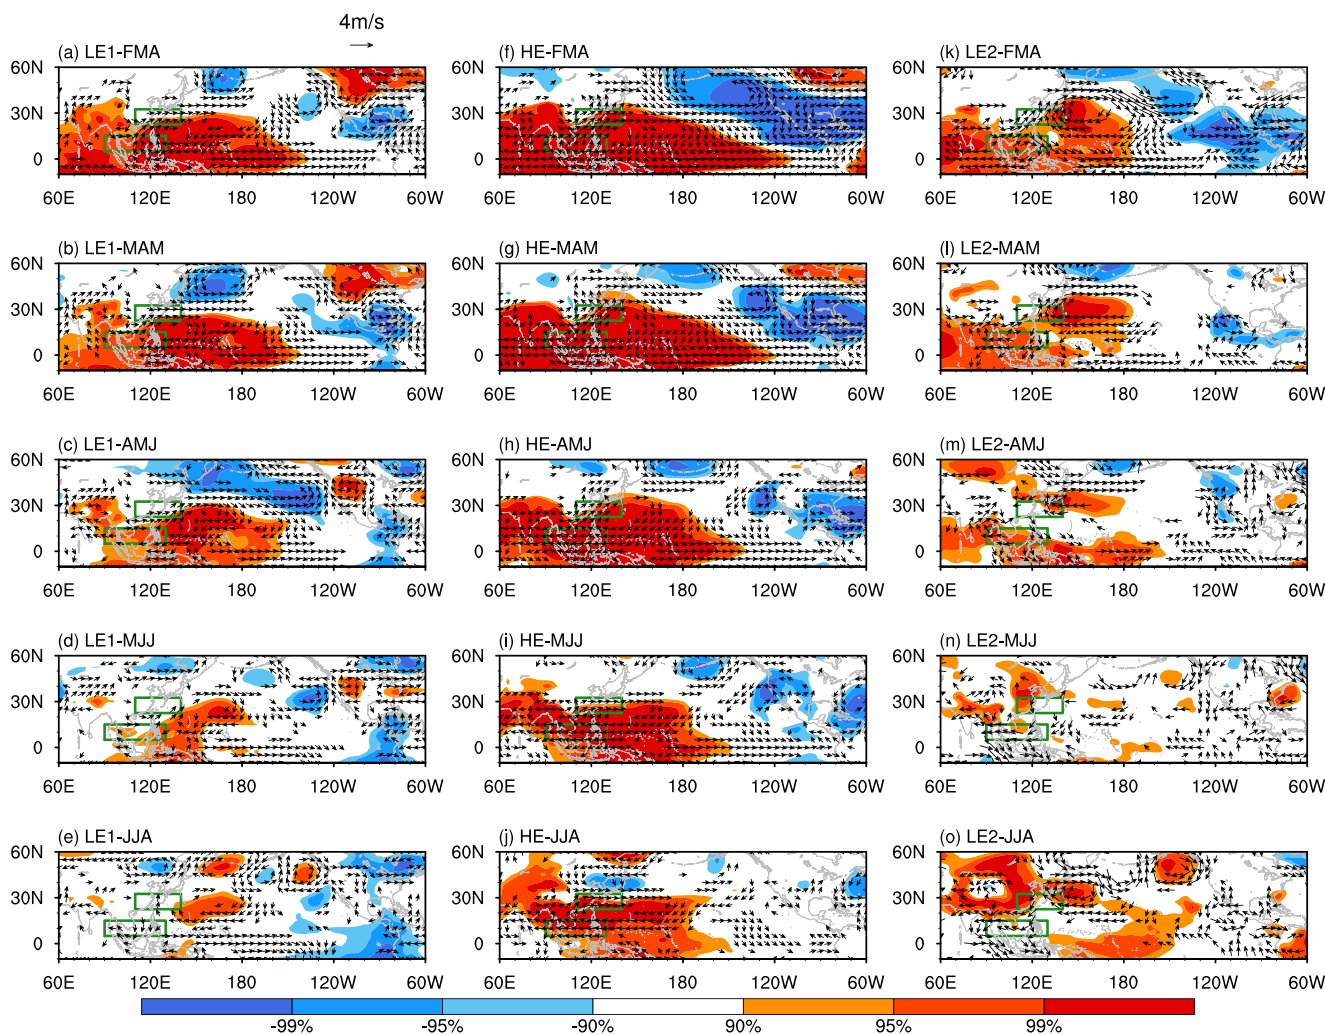 4m/s
(a) LE1-FMA (f) HE-FMA (k) LE2-FMA
60N 60N 60N
30N 30N 30N
0 0 0
60E 120E 180 120W 60W 60E 120E 180 120W 60W 60E 120E 180 120W 60W
(b) LE1-MAM (g) HE-MAM (l) LE2-MAM
60N 60N 60N
30N 30N 30N
0 0 0
60E 120E 180 120W 60W 60E 120E 180 120W 60W 60E 120E 180 120W 60W
(c) LE1-AMJ (h) HE-AMJ (m) LE2-AMJ
60N 60N 60N
30N 30N 30N
0 0 0
60E 120E 180 120W 60W 60E 120E 180 120W 60W 60E 120E 180 120W 60W
(d) LE1-MJJ (i) HE-MJJ (n) LE2-MJJ
60N 60N 60N
30N 30N 30N
0 0 0
60E 120E 180 120W 60W 60E 120E 180 120W 60W 60E 120E 180 120W 60W
(e) LE1-JJA (j) HE-JJA (o) LE2-JJA
60N 60N 60N
30N 30N 30N
0 0 0
60E 120E 180 120W 60W 60E 120E 180 120W 60W 60E 120E 180 120W 60W
-99% -95% -90% 90% 95% 99%